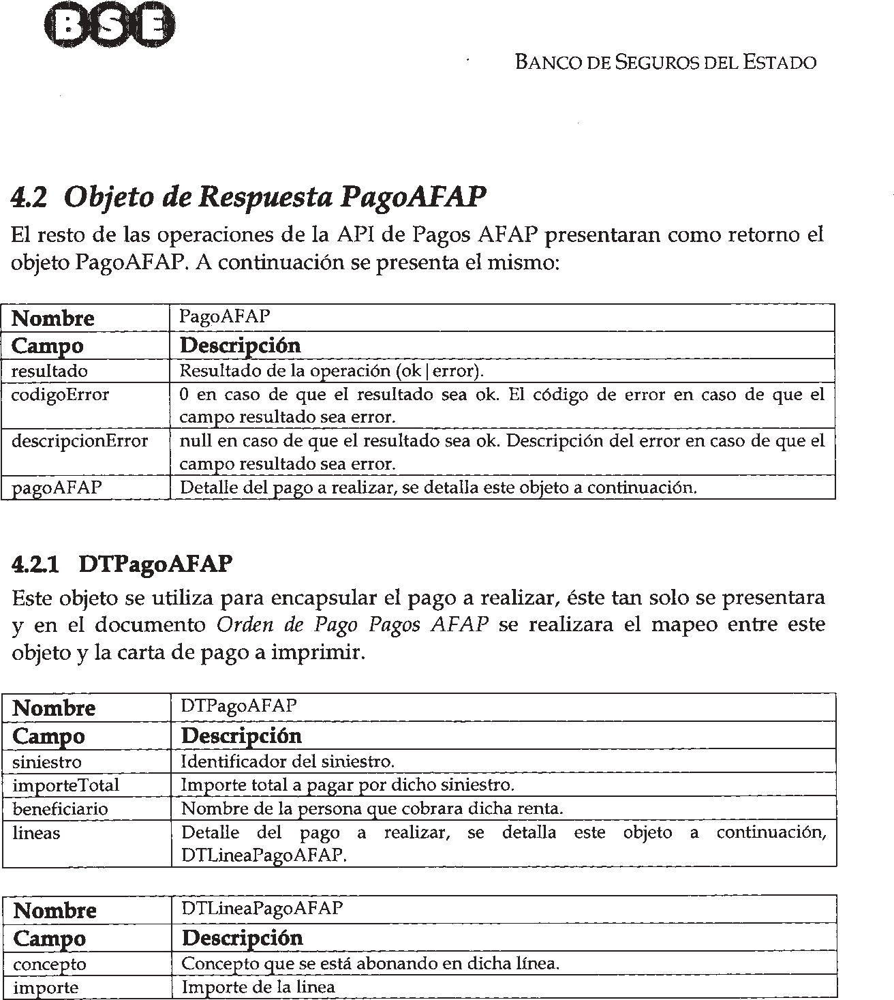 BSE
BANCO DE SEGUROS DEL ESTADO
4.2 Objeto de Respuesta PagoAFAP
El resto de las operaciones de la API de Pagos AFAP presentaran como retorno el
objeto PagoAFAP. A continuación se presenta el mismo:
Nombre PagoAFAP
Campo Descripción
resultado Resultado de la operación (ok|error).
codigoError 0 en caso de que el resultado sea ok. El código de error en caso de que el
campo resultado sea error.
descripcionError null en caso de que el resultado sea ok. Descripción del error en caso de que el
campo resultado sea error.
pagoAFAP Detalle del pago a realizar, se detalla este objeto a continuación.
4.2.1 DTPagoAFAP
Este objeto se utiliza para encapsular el pago a realizar, éste tan solo se presentara
y en el documento Orden de Pago Pagos AFAP se realizara el mapeo entre este
objeto y la carta de pago a imprimir.
Nombre DTPagoAFAP
Campo Descripción
siniestro Identificador del siniestro.
importeTotal Importe total a pagar por dicho siniestro.
beneficiario Nombre de la persona que cobrara dicha renta.
lineas Detalle del pago a realizar, se detalla este objeto a continuación,
DTLineaPagoAFAP.
Nombre DTLineaPagoAFAP
Campo Descripción
concepto Concepto que se está abonando en dicha línea.
importe Importe de la linea